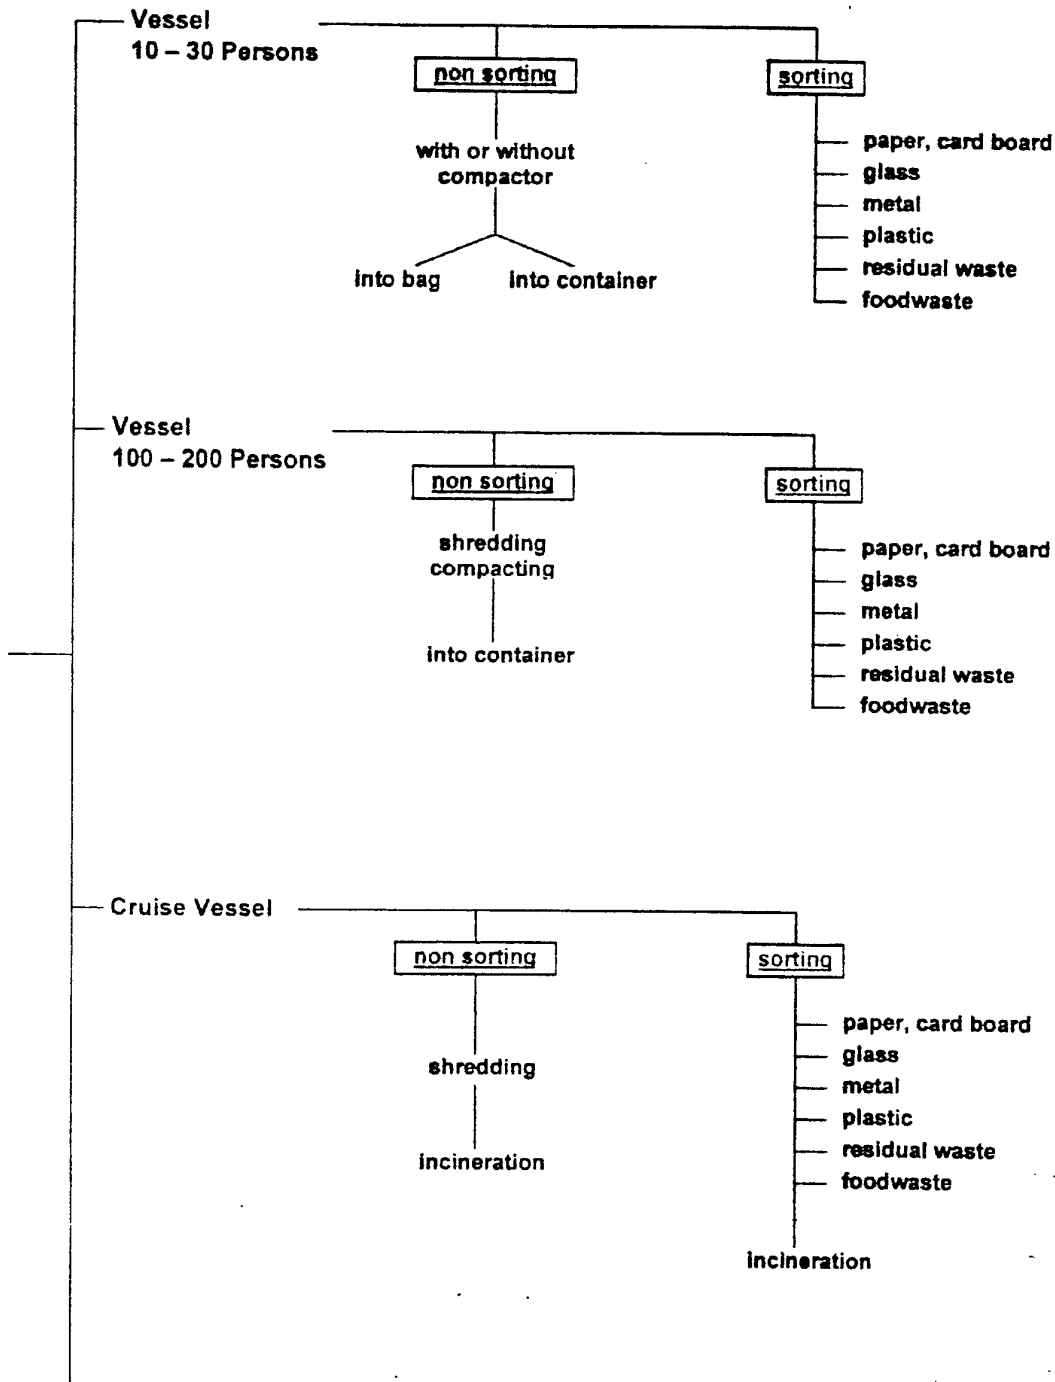 Vessel
10 – 30 Persons
non sorting
sorting
with or without
compactor
into bag
into container
paper, card board
glass
metal
plastic
residual waste
foodwaste
Vessel
100 – 200 Persons
non sorting
sorting
shredding
compacting
into container
paper, card board
glass
metal
plastic
residual waste
foodwaste
Cruise Vessel
non sorting
sorting
shredding
incineration
paper, card board
glass
metal
plastic
residual waste
foodwaste
incineration